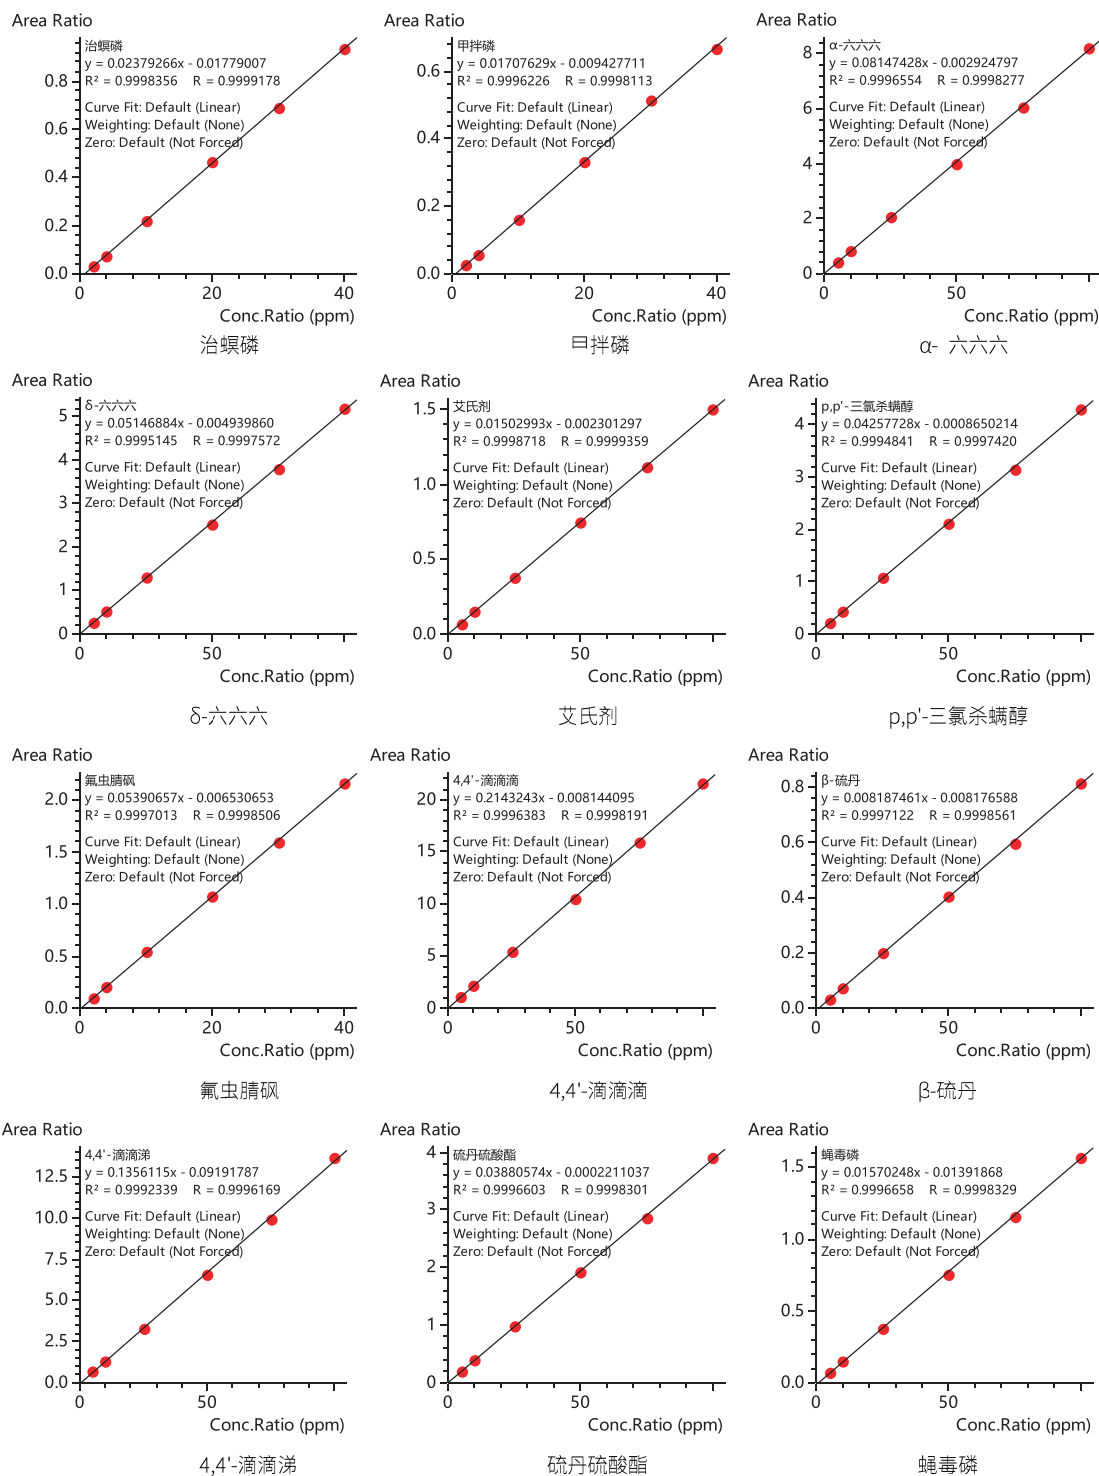 Area Ratio
治螟磷
y = 0.02379266x - 0.01779007
R² = 0.9998356 R = 0.9999178
Curve Fit: Default (Linear)
Weighting: Default (None)
Zero: Default (Not Forced)
0.8
0.6
0.4
0.2
0.0
0 20 40
Conc.Ratio (ppm)
治螟磷
Area Ratio
甲拌磷
y = 0.01707629x - 0.009427711
R² = 0.9996226 R = 0.9998113
Curve Fit: Default (Linear)
Weighting: Default (None)
Zero: Default (Not Forced)
0.6
0.4
0.2
0.0
0 20 40
Conc.Ratio (ppm)
曱拌磷
Area Ratio
α-六六六
y = 0.08147428x - 0.002924797
R² = 0.9996554 R = 0.9998277
Curve Fit: Default (Linear)
Weighting: Default (None)
Zero: Default (Not Forced)
8
6
4
2
0
0 50
Conc.Ratio (ppm)
α- 六六六
Area Ratio
δ-六六六
y = 0.05146884x - 0.004939860
R² = 0.9995145 R = 0.9997572
Curve Fit: Default (Linear)
Weighting: Default (None)
Zero: Default (Not Forced)
5
4
3
2
1
0
0 50
Conc.Ratio (ppm)
δ-六六六
Area Ratio
艾氏剂
y = 0.01502993x - 0.002301297
R² = 0.9998718 R = 0.9999359
Curve Fit: Default (Linear)
Weighting: Default (None)
Zero: Default (Not Forced)
1.5
1.0
0.5
0.0
0 50
Conc.Ratio (ppm)
艾氏剂
Area Ratio
p,p'-三氯杀螨醇
y = 0.04257728x - 0.0008650214
R² = 0.9994841 R = 0.9997420
Curve Fit: Default (Linear)
Weighting: Default (None)
Zero: Default (Not Forced)
4
3
2
1
0
0 50
Conc.Ratio (ppm)
p,p'-三氯杀螨醇
Area Ratio
氟虫腈砜
y = 0.05390657x - 0.006530653
R² = 0.9997013 R = 0.9998506
Curve Fit: Default (Linear)
Weighting: Default (None)
Zero: Default (Not Forced)
2.0
1.5
1.0
0.5
0.0
0 20 40
Conc.Ratio (ppm)
氟虫腈砜
Area Ratio
4,4'-滴滴滴
y = 0.2143243x - 0.008144095
R² = 0.9996383 R = 0.9998191
Curve Fit: Default (Linear)
Weighting: Default (None)
Zero: Default (Not Forced)
20
15
10
5
0
0 50
Conc.Ratio (ppm)
4,4'-滴滴滴
Area Ratio
β-硫丹
y = 0.008187461x - 0.008176588
R² = 0.9997122 R = 0.9998561
Curve Fit: Default (Linear)
Weighting: Default (None)
Zero: Default (Not Forced)
0.8
0.6
0.4
0.2
0.0
0 50
Conc.Ratio (ppm)
β-硫丹
Area Ratio
4,4'-滴滴涕
y = 0.1356115x - 0.09191787
R² = 0.9992339 R = 0.9996169
Curve Fit: Default (Linear)
Weighting: Default (None)
Zero: Default (Not Forced)
12.5
10.0
7.5
5.0
2.5
0.0
0 50
Conc.Ratio (ppm)
4,4'-滴滴涕
Area Ratio
硫丹硫酸酯
y = 0.03880574x - 0.0002211037
R² = 0.9996603 R = 0.9998301
Curve Fit: Default (Linear)
Weighting: Default (None)
Zero: Default (Not Forced)
4
3
2
1
0
0 50
Conc.Ratio (ppm)
硫丹硫酸酯
Area Ratio
蝇毒磷
y = 0.01570248x - 0.01391868
R² = 0.9996658 R = 0.9998329
Curve Fit: Default (Linear)
Weighting: Default (None)
Zero: Default (Not Forced)
1.5
1.0
0.5
0.0
0 50
Conc.Ratio (ppm)
蝇毒磷